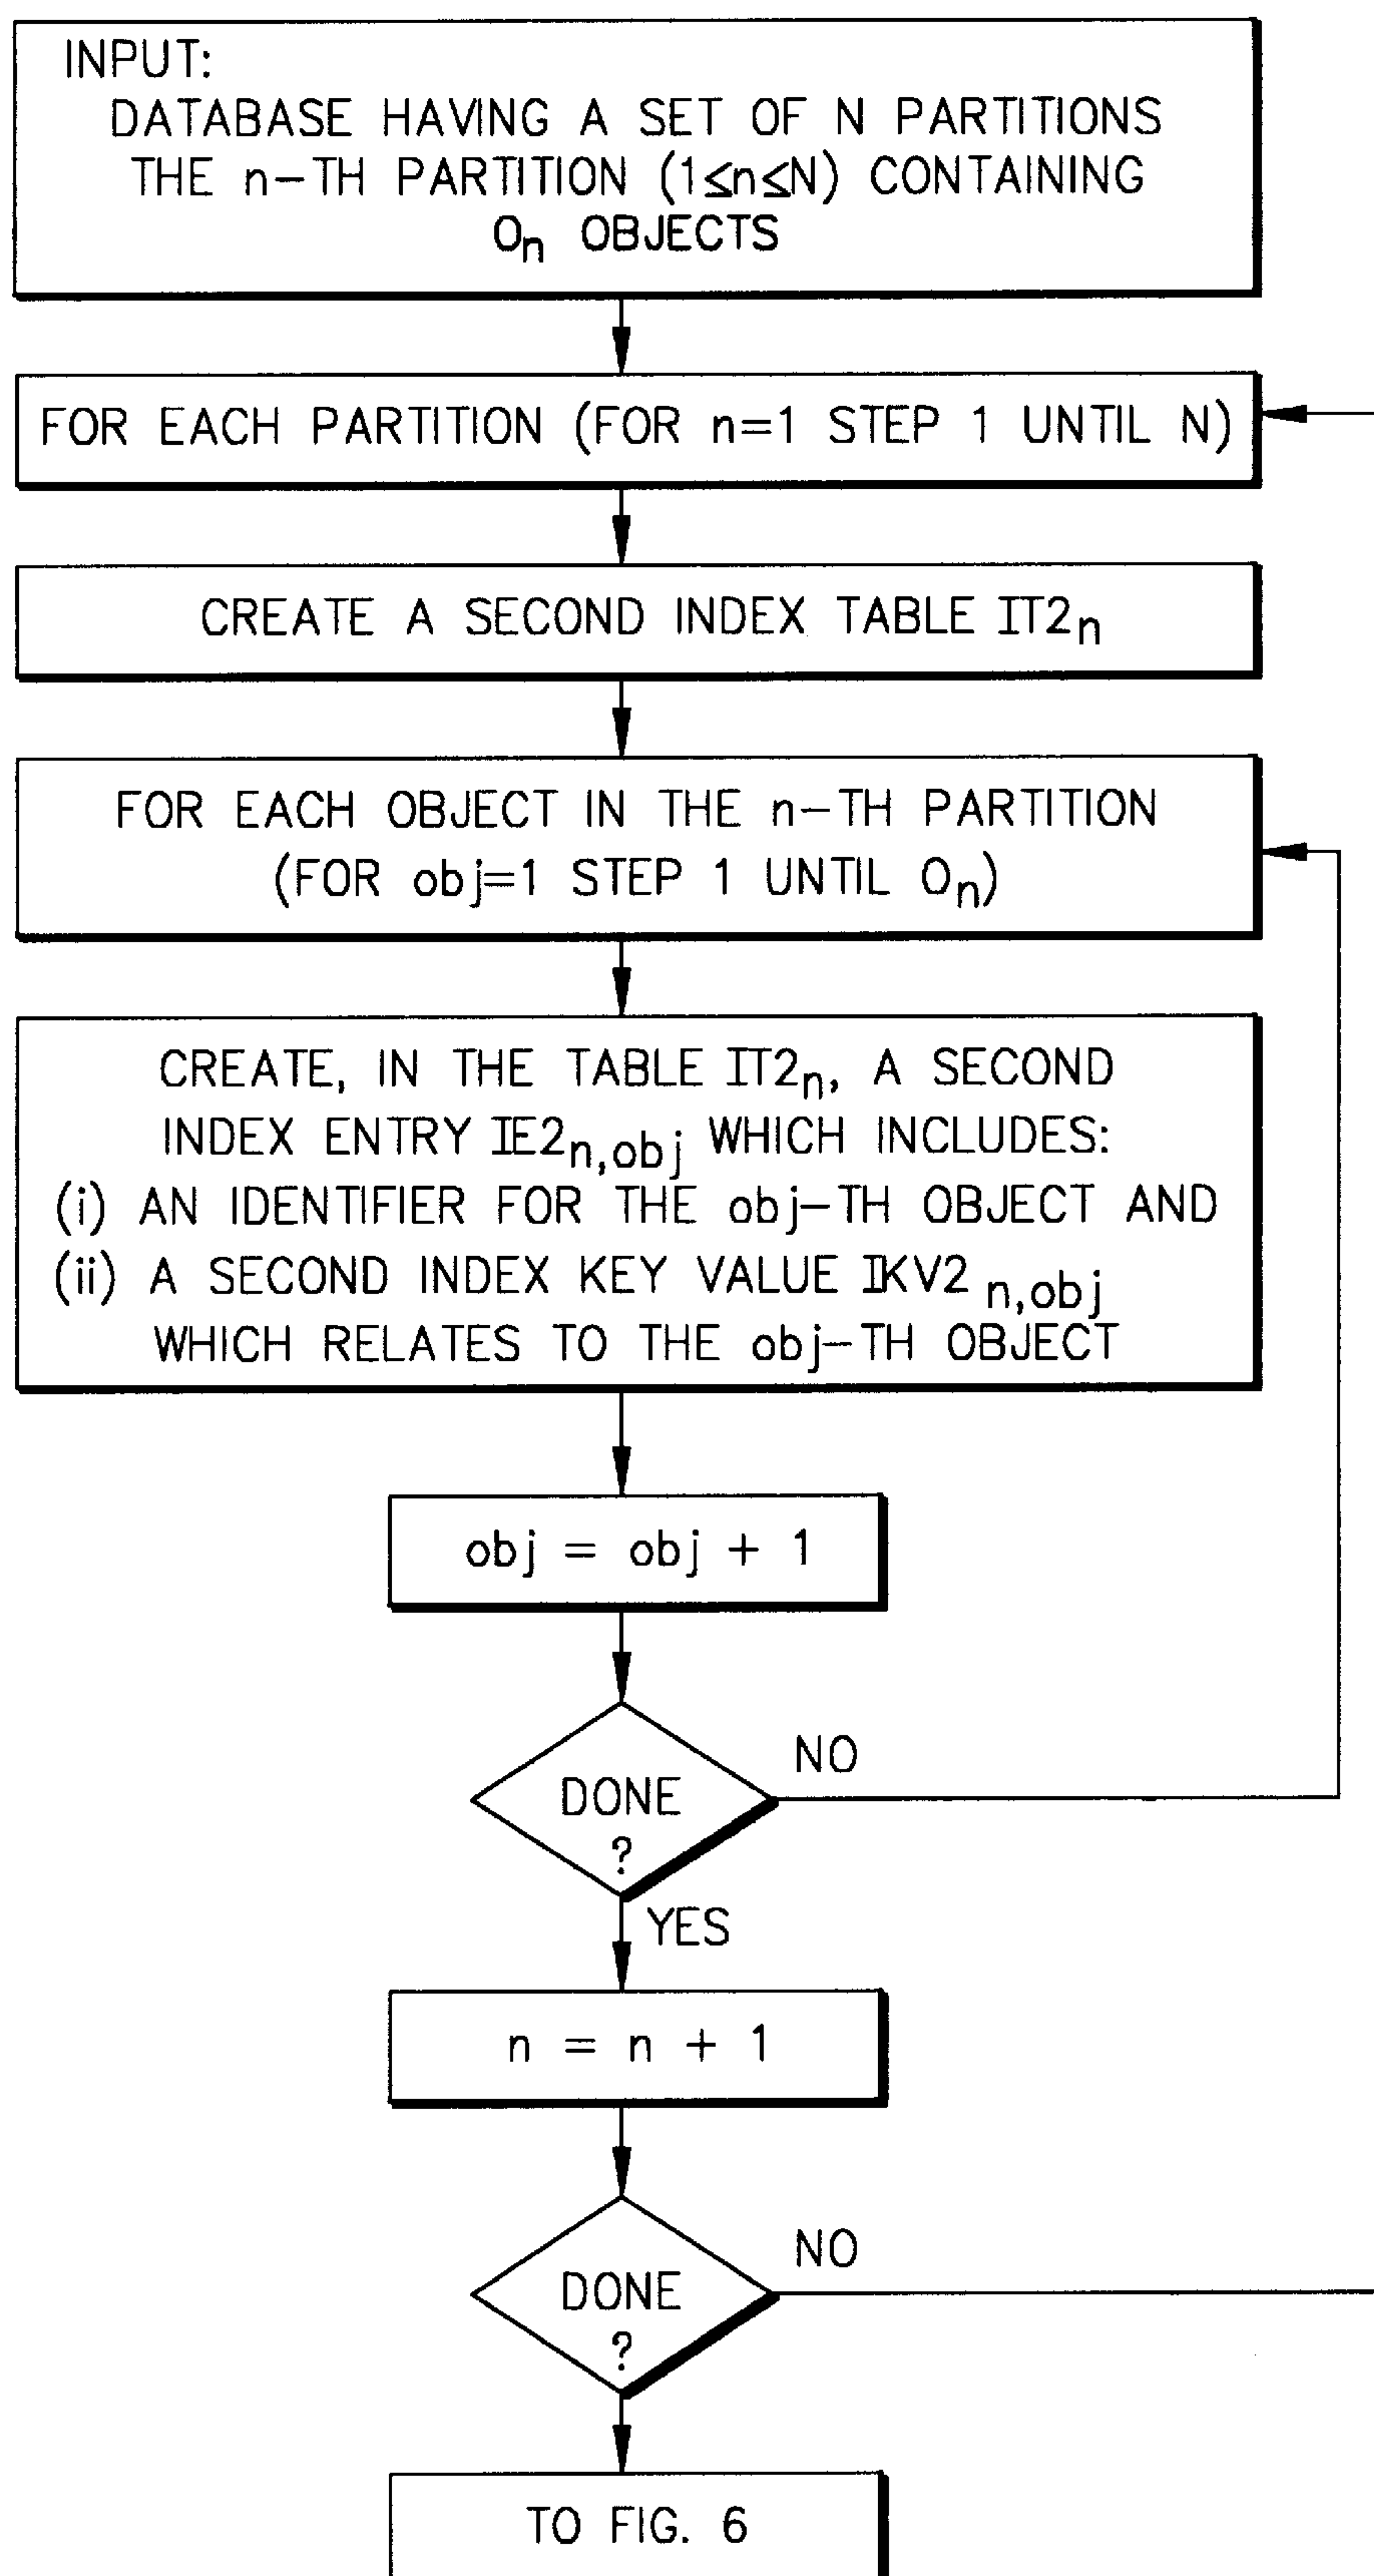 INPUT:
DATABASE HAVING A SET OF N PARTITIONS
THE n-TH PARTITION (1≤n≤N) CONTAINING
Oₙ OBJECTS
FOR EACH PARTITION (FOR n=1 STEP 1 UNTIL N)
CREATE A SECOND INDEX TABLE IT2ₙ
FOR EACH OBJECT IN THE n-TH PARTITION
(FOR obj=1 STEP 1 UNTIL Oₙ)
CREATE, IN THE TABLE IT2ₙ, A SECOND
INDEX ENTRY IE2n,obj WHICH INCLUDES:
(i) AN IDENTIFIER FOR THE obj-TH OBJECT AND
(ii) A SECOND INDEX KEY VALUE IKV2 n,obj
WHICH RELATES TO THE obj-TH OBJECT
obj = obj + 1
NO
DONE
?
YES
n = n + 1
NO
DONE
?
TO FIG. 6